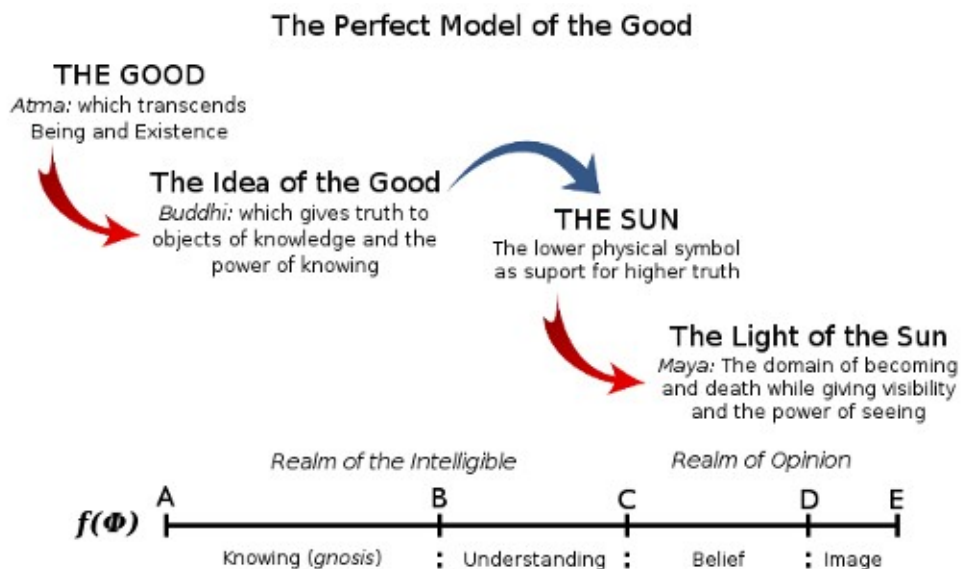 The Perfect Model of the Good
THE GOOD
Atma: which transcends
Being and Existence
The Idea of the Good
Buddhi: which gives truth to
objects of knowledge and the
power of knowing
THE SUN
The lower physical symbol
as suport for higher truth
The Light of the Sun
Maya: The domain of becoming
and death while giving visibility
and the power of seeing
Realm of the Intelligible Realm of Opinion
A B C D E
f(Φ)
Knowing (gnosis) : Understanding : Belief : Image